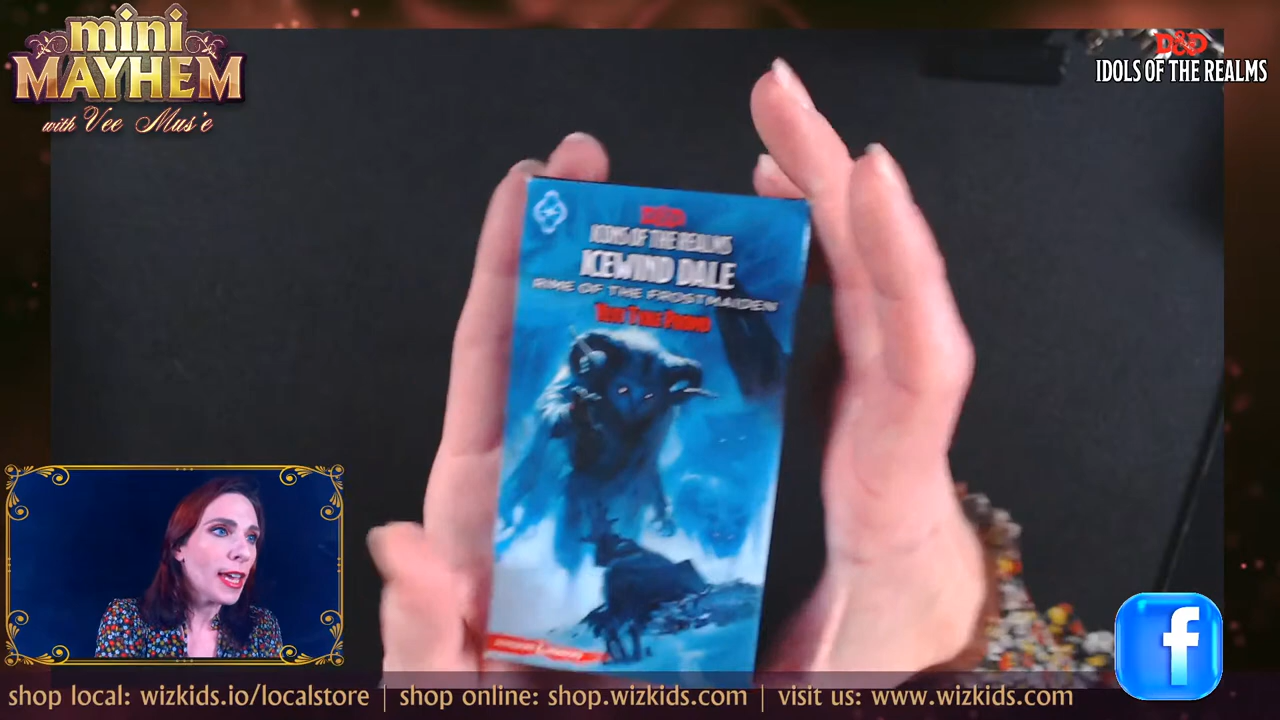 mini
MAYHEM
with Vee Mus'e
D&D
IDOLS OF THE REALMS
D&D
ICONS OF THE REALMS
ICEWIND DALE
RIME OF THE FROSTMAIDEN
shop local: wizkids.io/localstore | shop online: shop.wizkids.com | visit us: www.wizkids.com
f